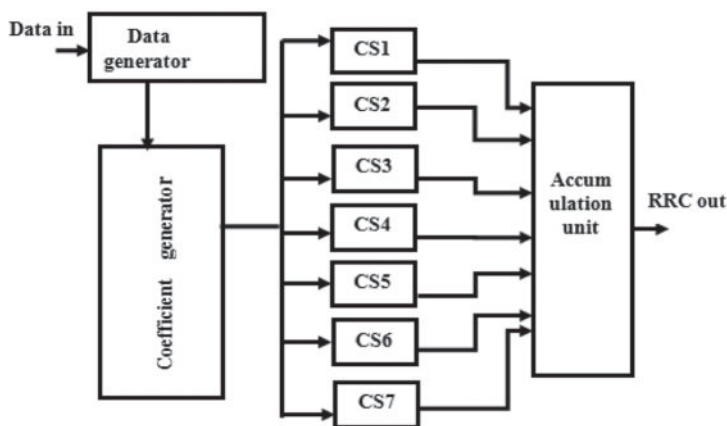 Data in
Data
generator
Coefficient generator
CS1
CS2
CS3
CS4
CS5
CS6
CS7
Accum
ulation
unit
RRC out